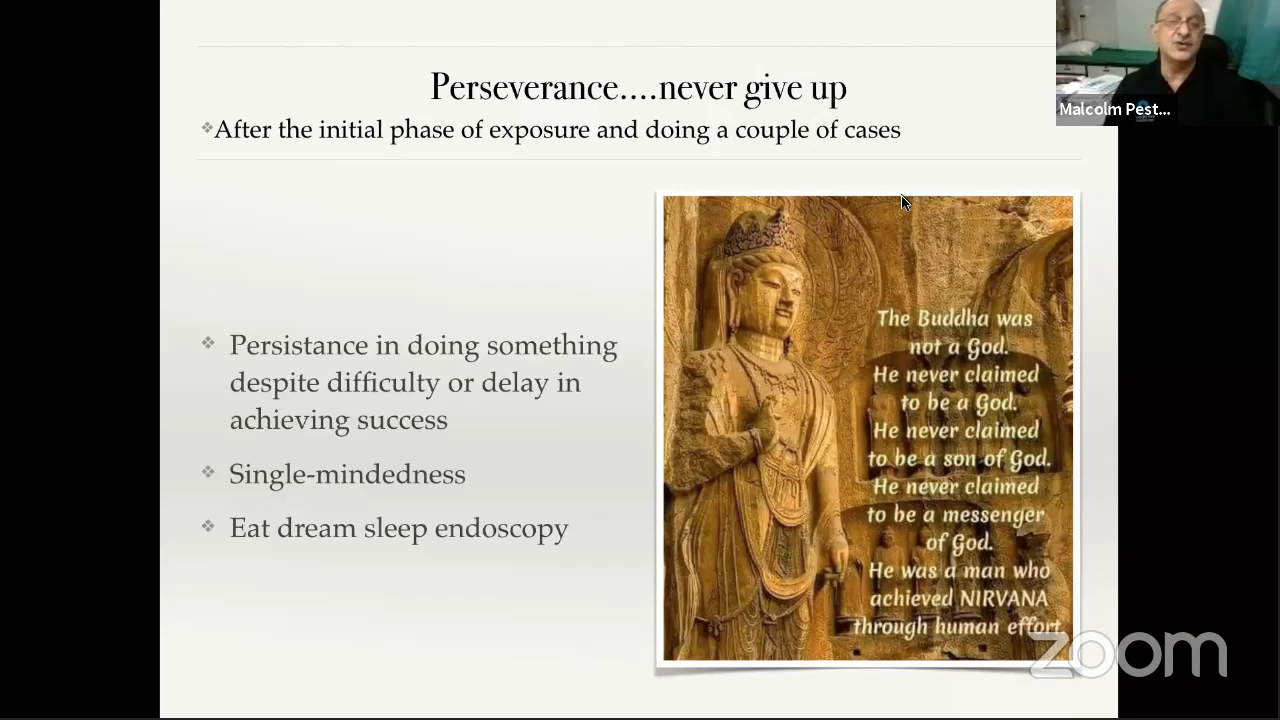 Perseverance....never give up
After the initial phase of exposure and doing a couple of cases
Malcolm Pest...
Persistance in doing something
despite difficulty or delay in
achieving success
Single-mindedness
Eat dream sleep endoscopy
The Buddha was
not a God.
He never claimed
to be a God.
He never claimed
to be a son of God.
He never claimed
to be a messenger
of God.
He was a man who
achieved NIRVANA
through human effort
zoom